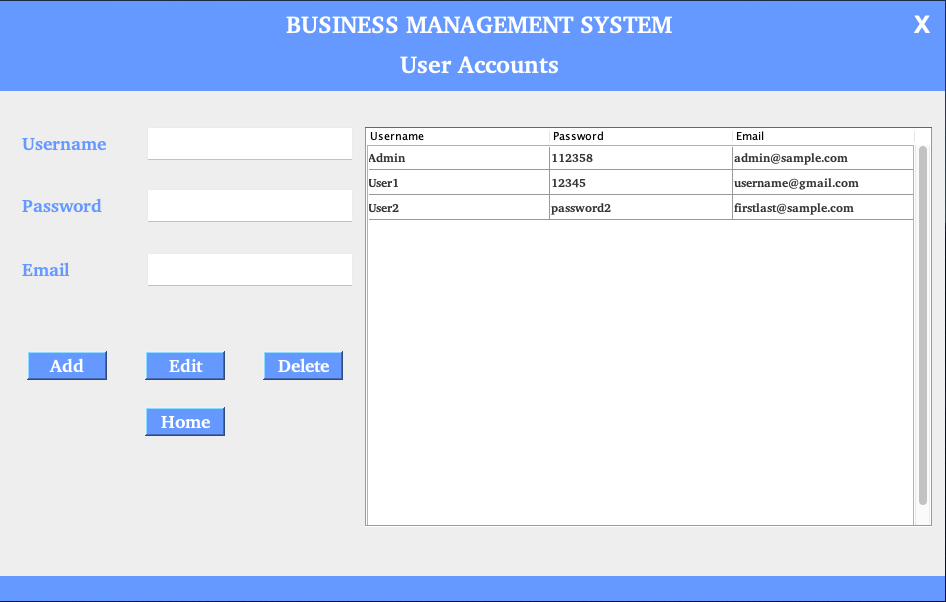 BUSINESS MANAGEMENT SYSTEM
X
User Accounts
Username
Password
Email
Add Edit Delete
Home
Username Password Email
Admin 112358 admin@sample.com
User1 12345 username@gmail.com
User2 password2 firstlast@sample.com